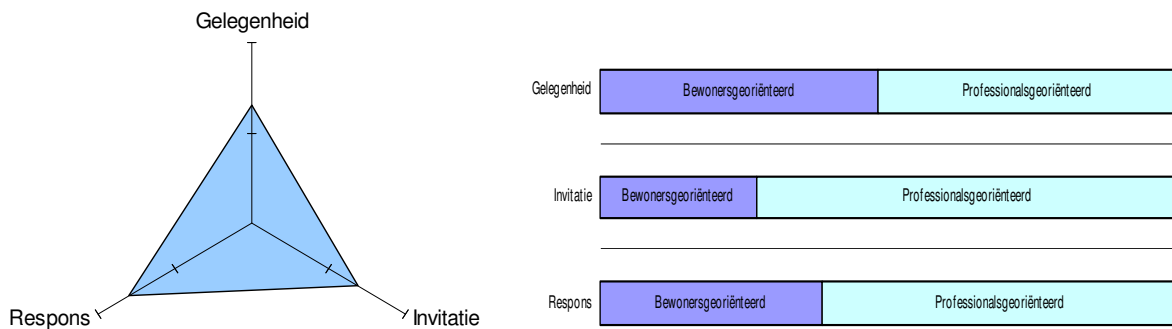 Gelegenheid
Respons
Invitatie
Gelegenheid
Bewonersgeoriënteerd
Professionalsgeoriënteerd
Invitatie
Bewonersgeoriënteerd
Professionalsgeoriënteerd
Respons
Bewonersgeoriënteerd
Professionalsgeoriënteerd